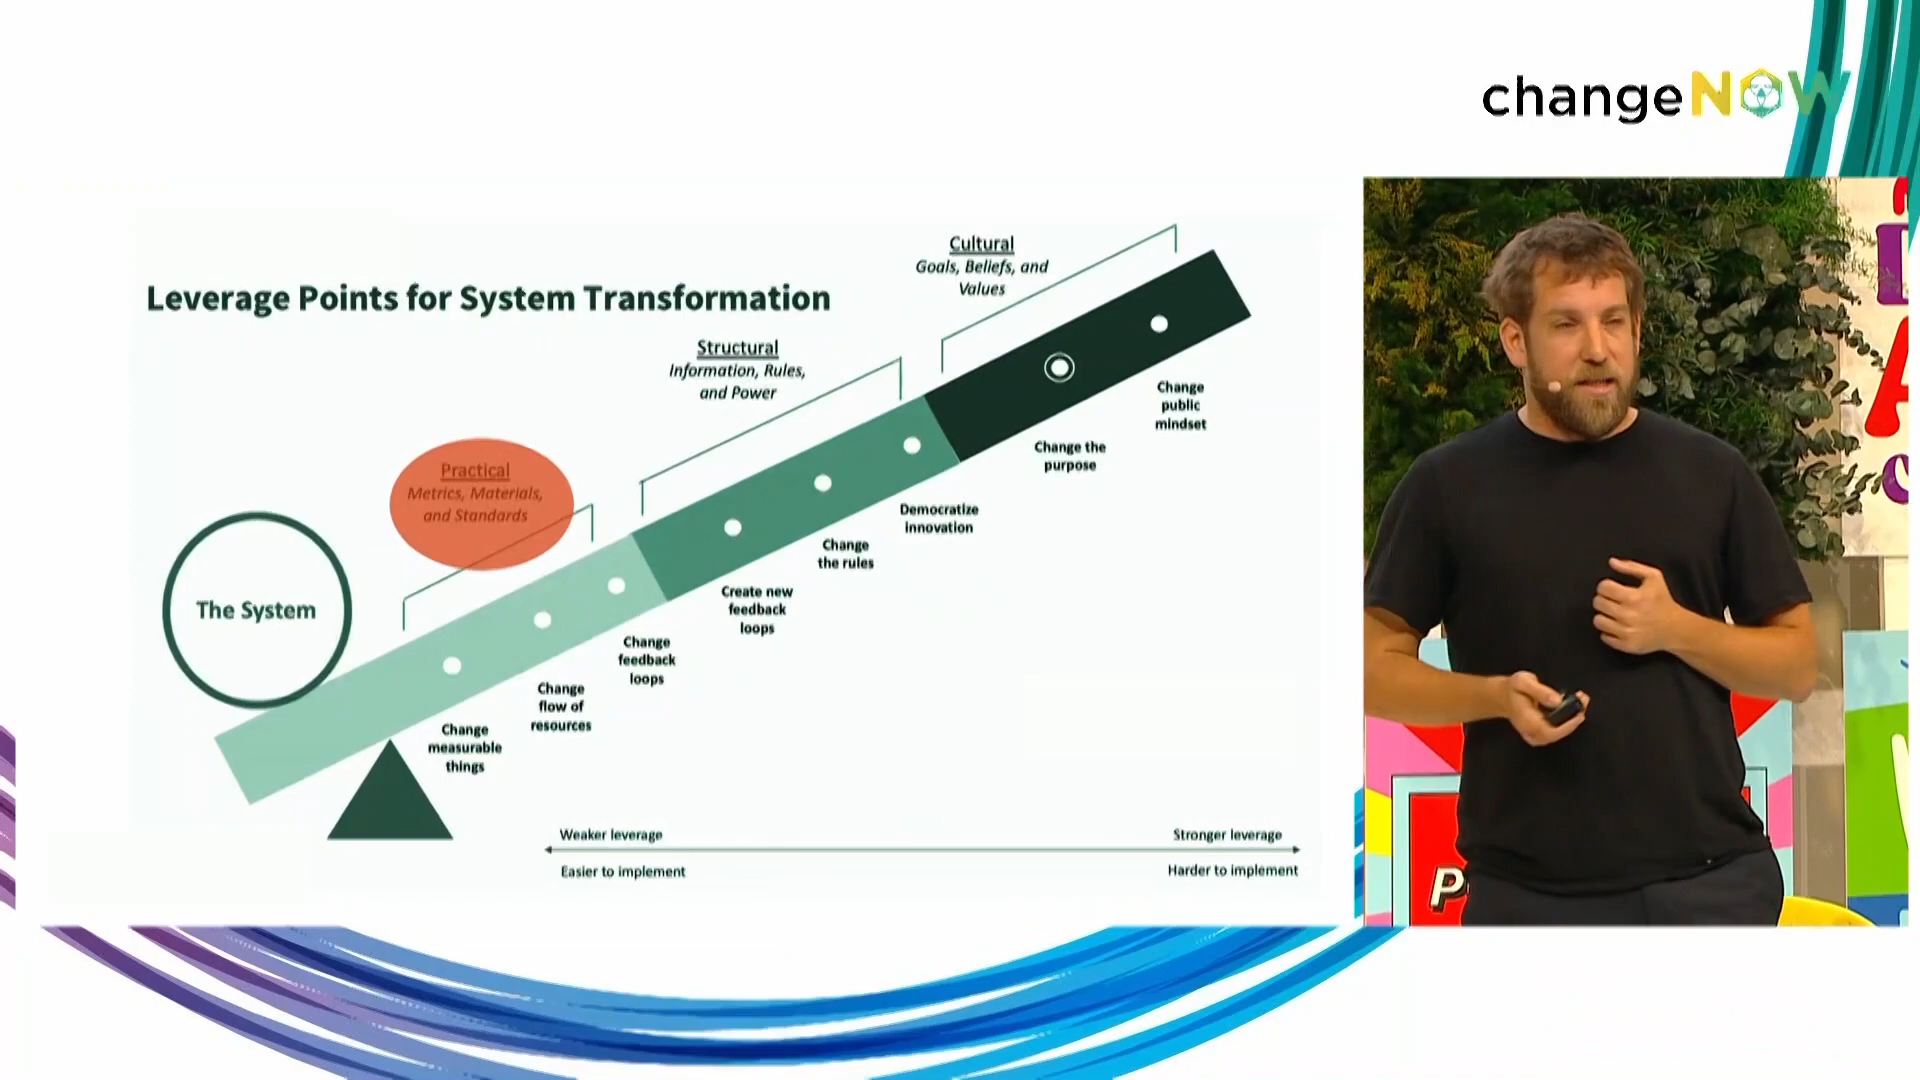 changeNOW
Leverage Points for System Transformation
Cultural
Goals, Beliefs, and
Values
Structural
Information, Rules,
and Power
Practical
Metrics, Materials,
and Standards
The System
Change
measurable
things
Change
flow of
resources
Change
feedback
loops
Create new
feedback
loops
Change
the rules
Democratize
innovation
Change the
purpose
Change
public
mindset
Weaker leverage
Stronger leverage
Easier to implement
Harder to implement
P